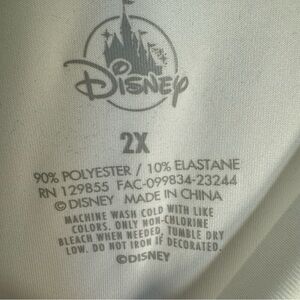 Disney
2X
90% POLYESTER / 10% ELASTANE
RN 129855 FAC-099834-23244
©DISNEY MADE IN CHINA
MACHINE WASH COLD WITH LIKE
COLORS. ONLY NON-CHLORINE
BLEACH WHEN NEEDED, TUMBLE DRY
LOW. DO NOT IRON IF DECORATED.
©DISNEY